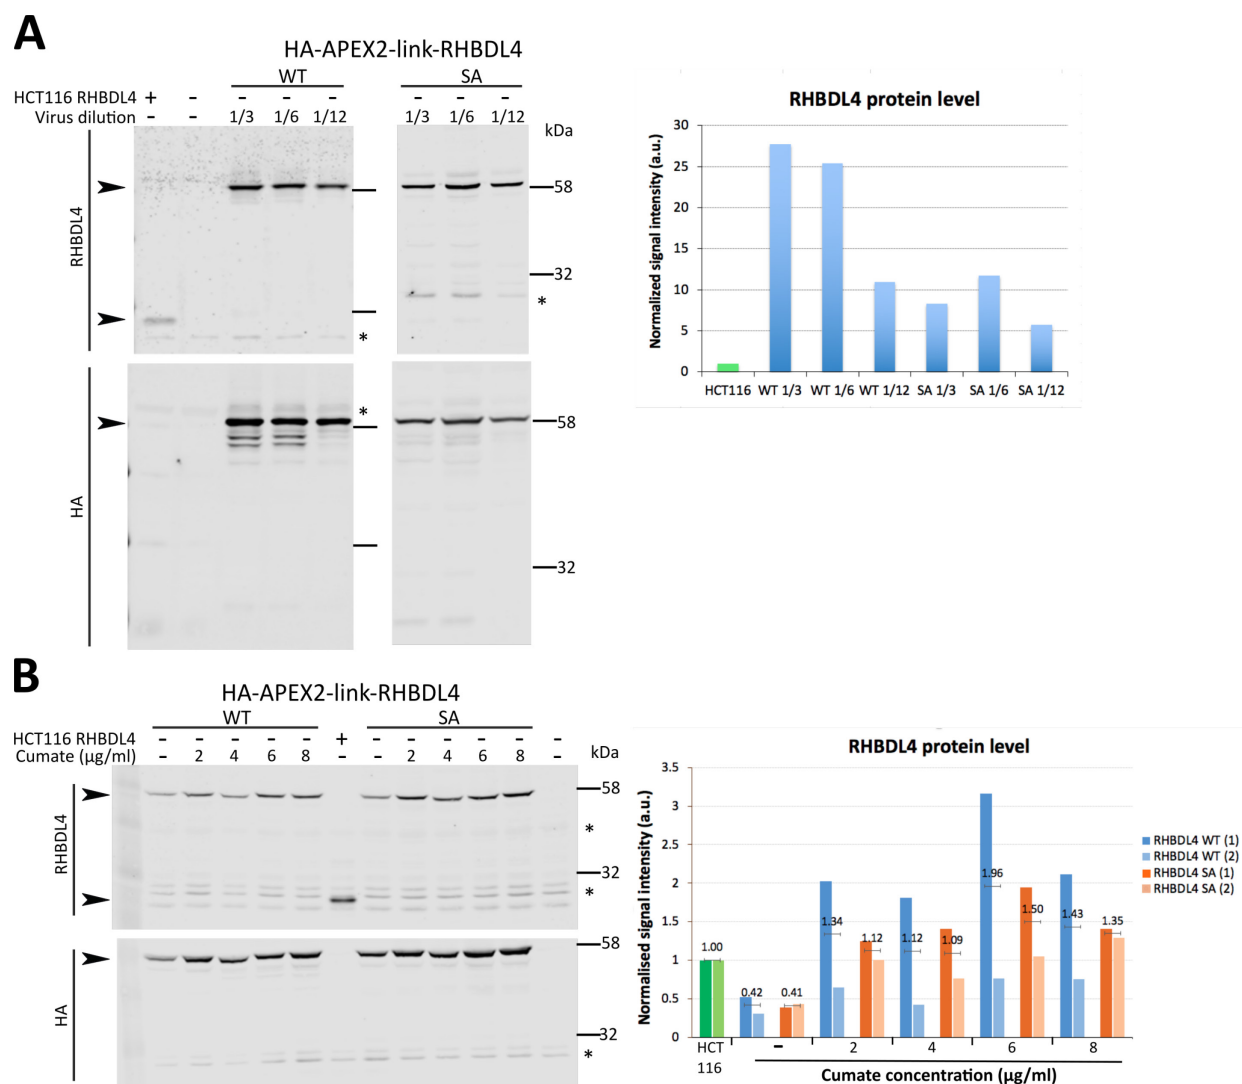 A
HA-APEX2-link-RHBDL4
WT SA
HCT116 RHBDL4 + - - - - - - -
Virus dilution - - 1/3 1/6 1/12 1/3 1/6 1/12
kDa
RHBDL4
58
32
*
*
HA
*
58
32
RHBDL4 protein level
Normalized signal intensity (a.u.)
30
25
20
15
10
5
0
HCT116 WT 1/3 WT 1/6 WT 1/12 SA 1/3 SA 1/6 SA 1/12
B
HA-APEX2-link-RHBDL4
WT SA
HCT116 RHBDL4 - - - - - + - - - - - -
Cumate (µg/ml) - 2 4 6 8 - - 2 4 6 8 -
kDa
RHBDL4
58
*
32
*
HA
58
32
*
RHBDL4 protein level
Normalised signal intensity (a.u.)
3.5
3
2.5
2
1.5
1
0.5
0
1.00
0.42
0.41
1.34
1.12
1.12
1.09
1.96
1.50
1.43
1.35
RHBDL4 WT (1)
RHBDL4 WT (2)
RHBDL4 SA (1)
RHBDL4 SA (2)
HCT
116
- 2 4 6 8
Cumate concentration (µg/ml)